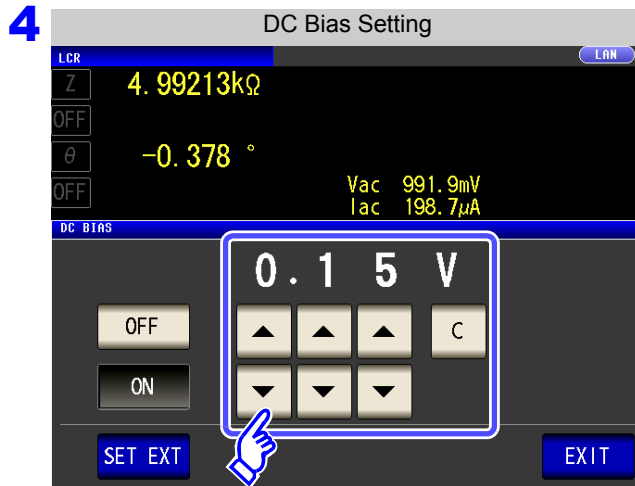 4
DC Bias Setting
LCR
LAN
Z 4.99213kΩ
OFF
θ -0.378 °
OFF
Vac 991.9mV
Iac 198.7μA
DC BIAS
0.15 V
OFF
C
ON
SET EXT
EXIT